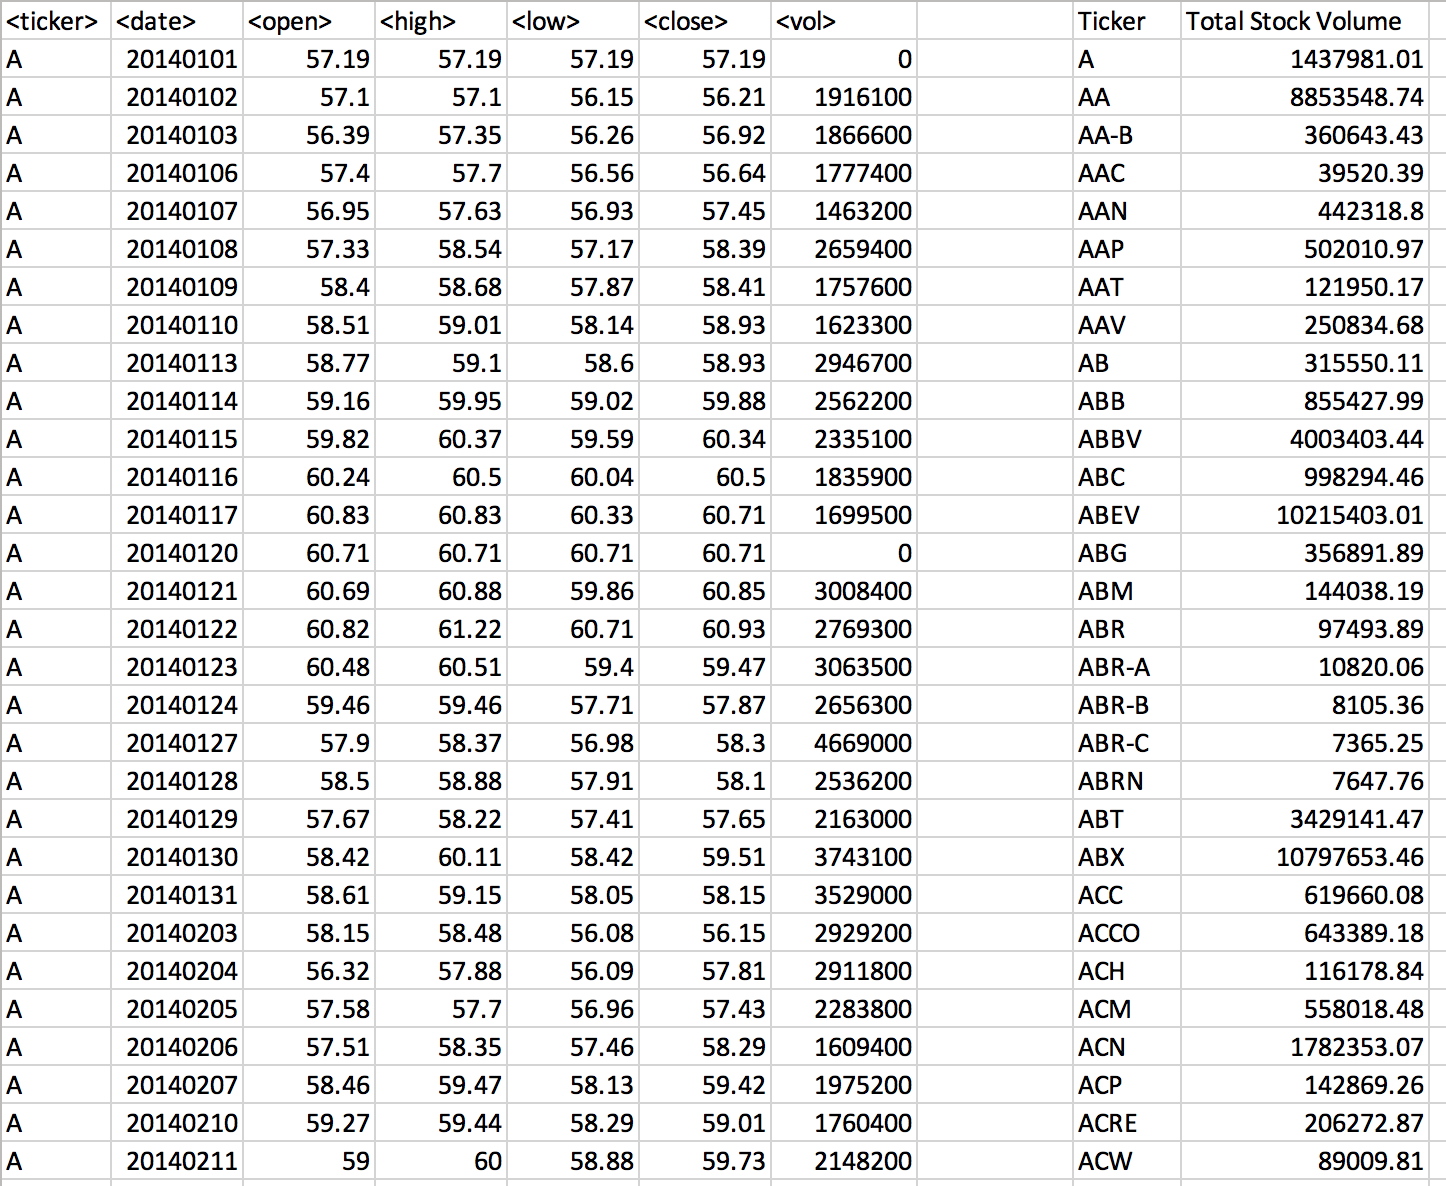 <ticker> <date> <open> <high> <low> <close> <vol> Ticker Total Stock Volume
A 20140101 57.19 57.19 57.19 57.19 0 A 1437981.01
A 20140102 57.1 57.1 56.15 56.21 1916100 AA 8853548.74
A 20140103 56.39 57.35 56.26 56.92 1866600 AA-B 360643.43
A 20140106 57.4 57.7 56.56 56.64 1777400 AAC 39520.39
A 20140107 56.95 57.63 56.93 57.45 1463200 AAN 442318.8
A 20140108 57.33 58.54 57.17 58.39 2659400 AAP 502010.97
A 20140109 58.4 58.68 57.87 58.41 1757600 AAT 121950.17
A 20140110 58.51 59.01 58.14 58.93 1623300 AAV 250834.68
A 20140113 58.77 59.1 58.6 58.93 2946700 AB 315550.11
A 20140114 59.16 59.95 59.02 59.88 2562200 ABB 855427.99
A 20140115 59.82 60.37 59.59 60.34 2335100 ABBV 4003403.44
A 20140116 60.24 60.5 60.04 60.5 1835900 ABC 998294.46
A 20140117 60.83 60.83 60.33 60.71 1699500 ABEV 10215403.01
A 20140120 60.71 60.71 60.71 60.71 0 ABG 356891.89
A 20140121 60.69 60.88 59.86 60.85 3008400 ABM 144038.19
A 20140122 60.82 61.22 60.71 60.93 2769300 ABR 97493.89
A 20140123 60.48 60.51 59.4 59.47 3063500 ABR-A 10820.06
A 20140124 59.46 59.46 57.71 57.87 2656300 ABR-B 8105.36
A 20140127 57.9 58.37 56.98 58.3 4669000 ABR-C 7365.25
A 20140128 58.5 58.88 57.91 58.1 2536200 ABRN 7647.76
A 20140129 57.67 58.22 57.41 57.65 2163000 ABT 3429141.47
A 20140130 58.42 60.11 58.42 59.51 3743100 ABX 10797653.46
A 20140131 58.61 59.15 58.05 58.15 3529000 ACC 619660.08
A 20140203 58.15 58.48 56.08 56.15 2929200 ACCO 643389.18
A 20140204 56.32 57.88 56.09 57.81 2911800 ACH 116178.84
A 20140205 57.58 57.7 56.96 57.43 2283800 ACM 558018.48
A 20140206 57.51 58.35 57.46 58.29 1609400 ACN 1782353.07
A 20140207 58.46 59.47 58.13 59.42 1975200 ACP 142869.26
A 20140210 59.27 59.44 58.29 59.01 1760400 ACRE 206272.87
A 20140211 59 60 58.88 59.73 2148200 ACW 89009.81